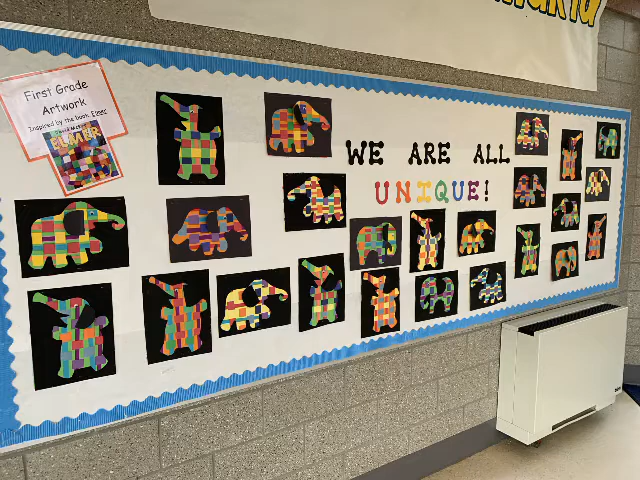 First Grade
Artwork
Inspired by the book Elmer
ELMER
WE ARE ALL
UNIQUE!